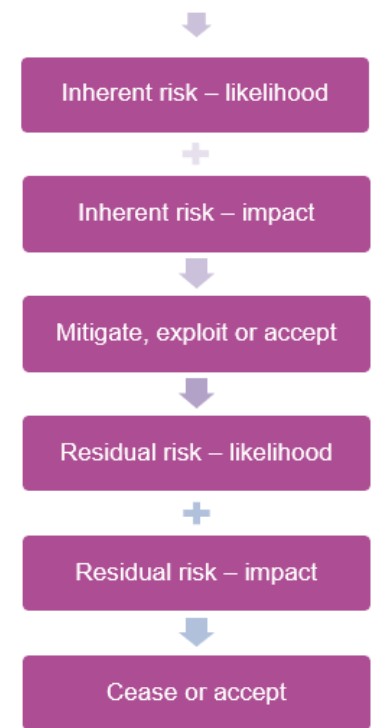 Inherent risk – likelihood
Inherent risk – impact
Mitigate, exploit or accept
Residual risk – likelihood
Residual risk – impact
Cease or accept